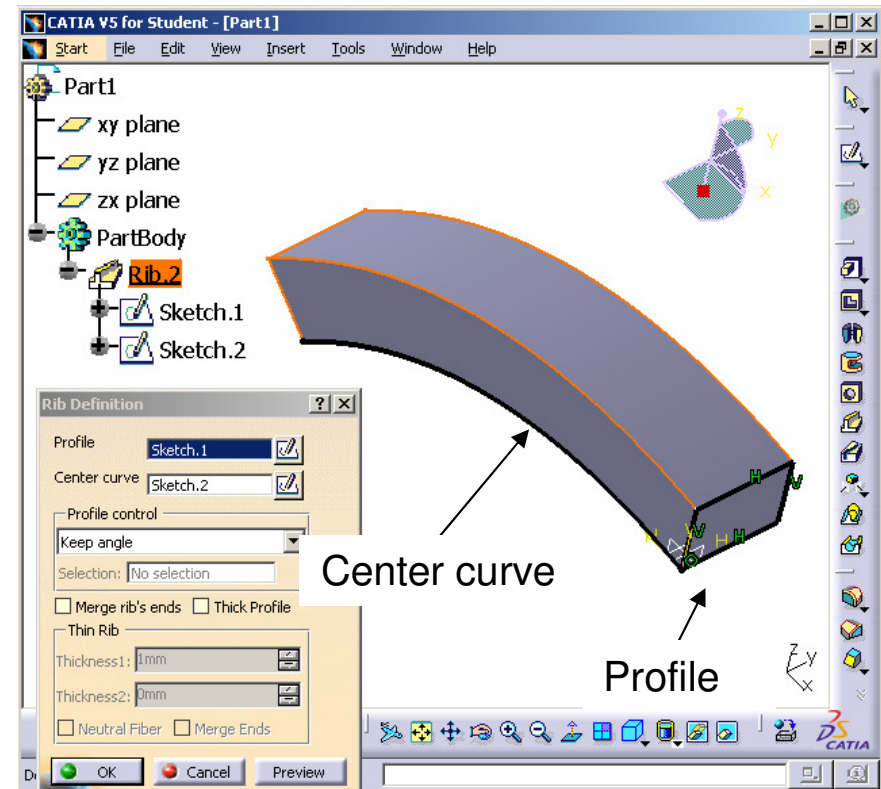 CATIA V5 for Student - [Part1]
Start File Edit View Insert Tools Window Help
Part1
xy plane
yz plane
zx plane
PartBody
Rib.2
Sketch.1
Sketch.2
z
y
x
Rib Definition
Profile Sketch.1
Center curve Sketch.2
Profile control
Keep angle
Selection: No selection
Merge rib's ends Thick Profile
Thin Rib
Thickness1: 1mm
Thickness2: 0mm
Neutral Fiber Merge Ends
OK Cancel Preview
H
V
V
H
H
Center curve
Profile
z
y
x
CATIA